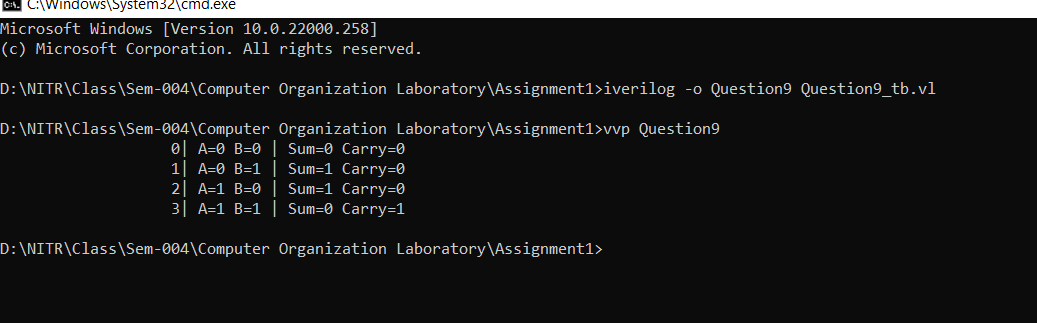 C:\Windows\System32\cmd.exe
Microsoft Windows [Version 10.0.22000.258]
(c) Microsoft Corporation. All rights reserved.
D:\NITR\Class\Sem-004\Computer Organization Laboratory\Assignment1>iverilog -o Question9 Question9_tb.vl
D:\NITR\Class\Sem-004\Computer Organization Laboratory\Assignment1>vvp Question9
0| A=0 B=0 | Sum=0 Carry=0
1| A=0 B=1 | Sum=1 Carry=0
2| A=1 B=0 | Sum=1 Carry=0
3| A=1 B=1 | Sum=0 Carry=1
D:\NITR\Class\Sem-004\Computer Organization Laboratory\Assignment1>